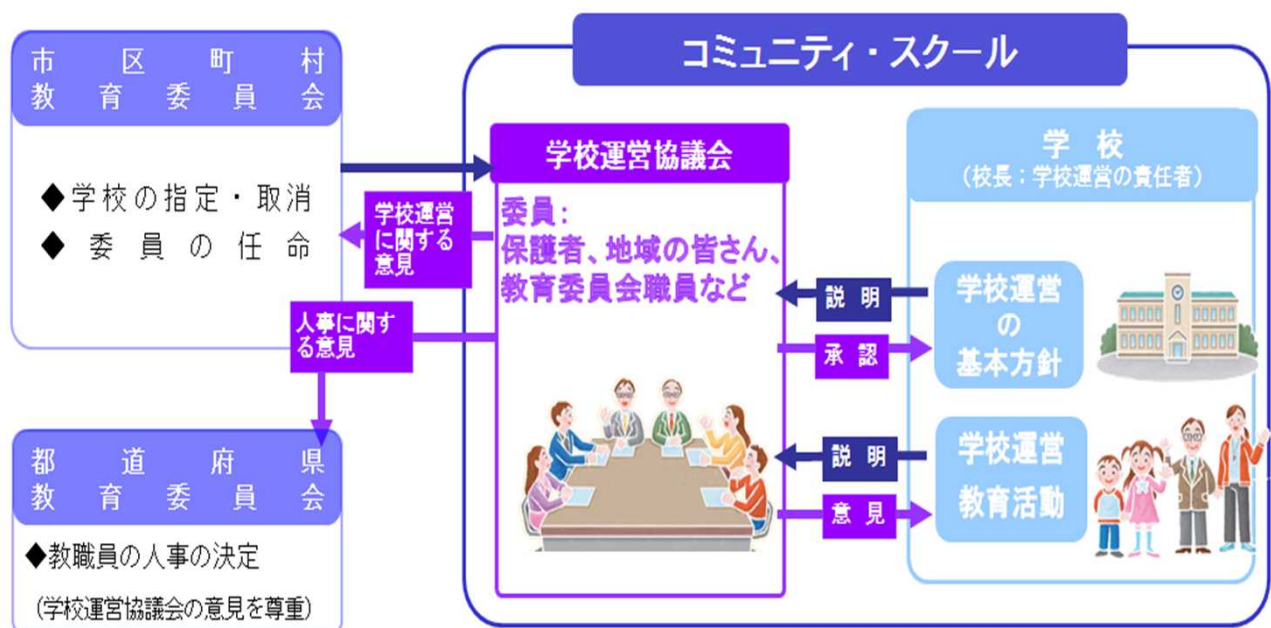 コミュニティ・スクール
市区町村
教育委員会
◆学校の指定・取消
◆委員の任命
学校運営
に関する
意見
人事に関す
る意見
都道府県
教育委員会
◆教職員の人事の決定
(学校運営協議会の意見を尊重)
学校運営協議会
委員：
保護者、地域の皆さん、
教育委員会職員など
学校
（校長：学校運営の責任者）
説明
承認
学校運営
の
基本方針
説明
意見
学校運営
教育活動